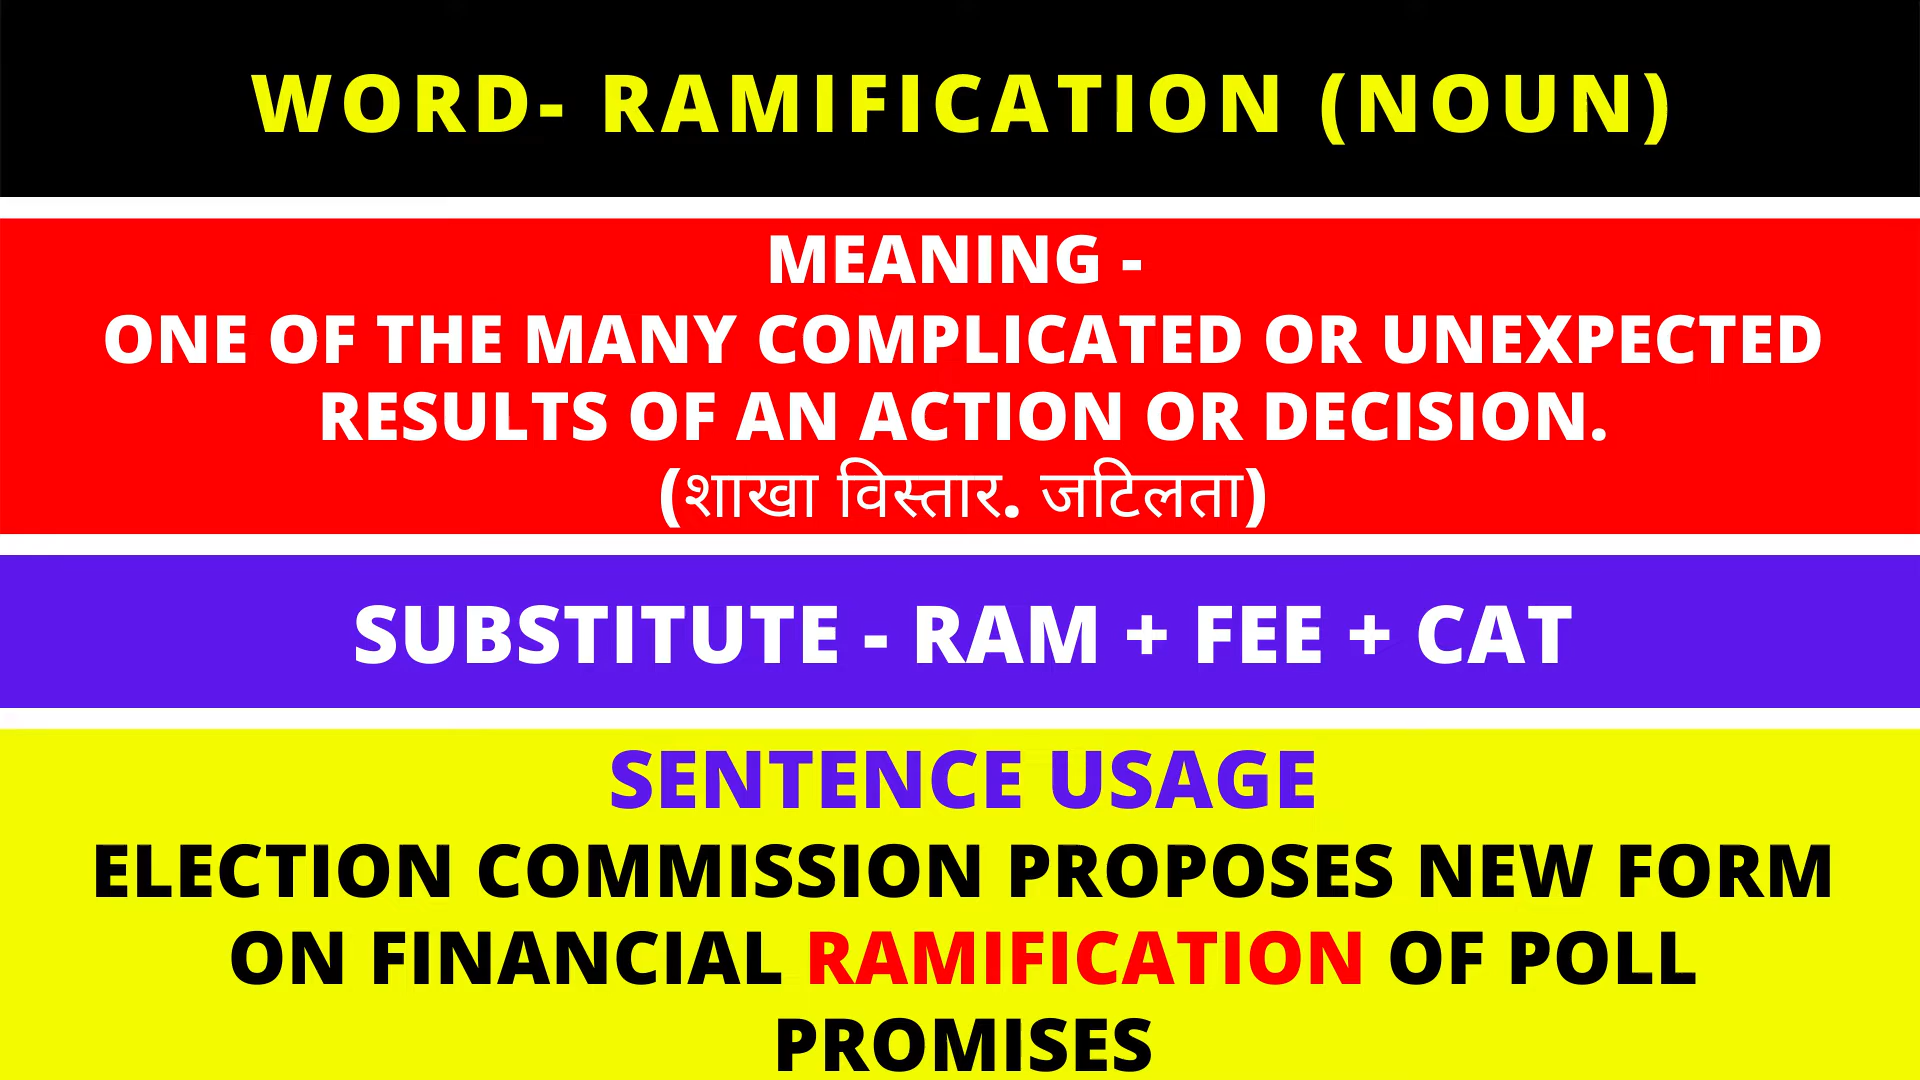 WORD- RAMIFICATION (NOUN)
MEANING -
ONE OF THE MANY COMPLICATED OR UNEXPECTED
RESULTS OF AN ACTION OR DECISION.
(शाखा विस्तार. जटिलता)
SUBSTITUTE - RAM + FEE + CAT
SENTENCE USAGE
ELECTION COMMISSION PROPOSES NEW FORM
ON FINANCIAL RAMIFICATION OF POLL
PROMISES